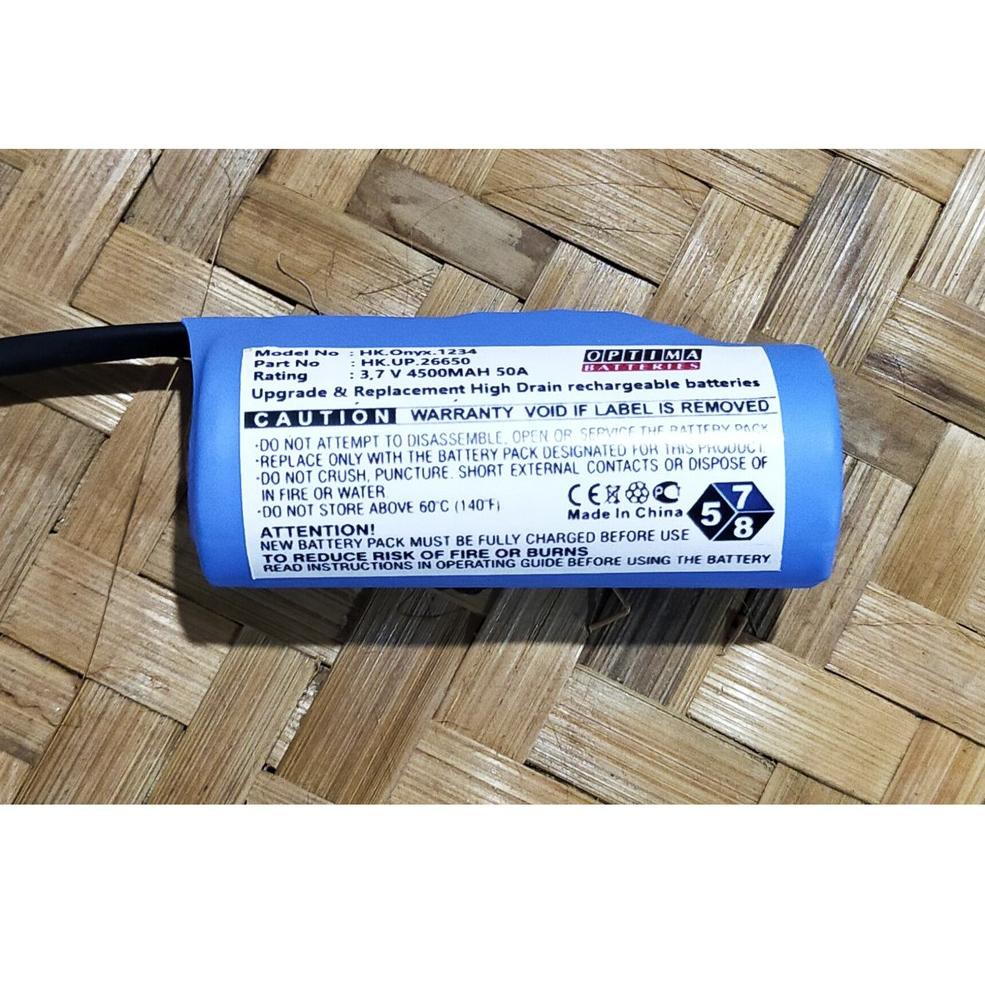 Model No : HK.Onyx.1234
Part No : HK.UP.26650
Rating : 3,7 V 4500MAH 50A
OPTIMA
BATTERIES
Upgrade & Replacement High Drain rechargeable batteries
CAUTION WARRANTY VOID IF LABEL IS REMOVED
·DO NOT ATTEMPT TO DISASSEMBLE, OPEN OR SERVICE THE BATTERY PACK
·REPLACE ONLY WITH THE BATTERY PACK DESIGNATED FOR THIS PRODUCT.
·DO NOT CRUSH, PUNCTURE. SHORT EXTERNAL CONTACTS OR DISPOSE OF
IN FIRE OR WATER
·DO NOT STORE ABOVE 60°C (140°F)
CE
Made In China
5 7 8
ATTENTION!
NEW BATTERY PACK MUST BE FULLY CHARGED BEFORE USE
TO REDUCE RISK OF FIRE OR BURNS
READ INSTRUCTIONS IN OPERATING GUIDE BEFORE USING THE BATTERY.